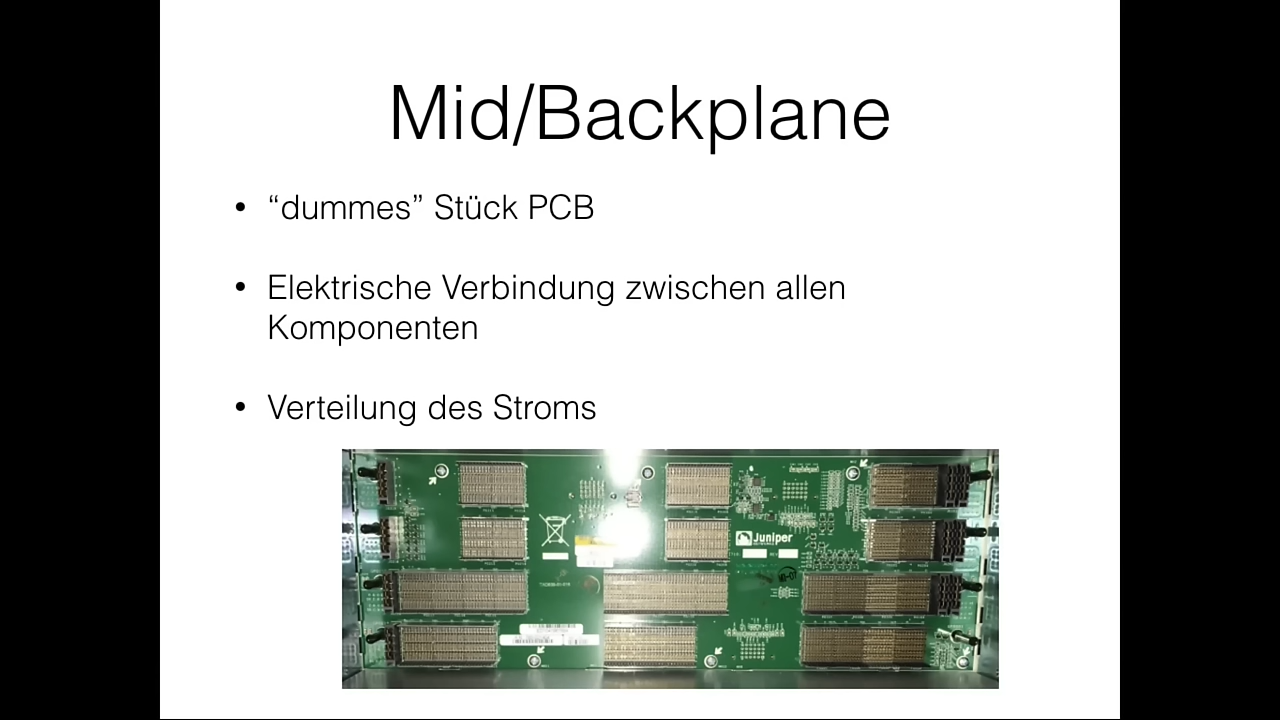 Mid/Backplane
• “dummes” Stück PCB
• Elektrische Verbindung zwischen allen
Komponenten
• Verteilung des Stroms
Juniper